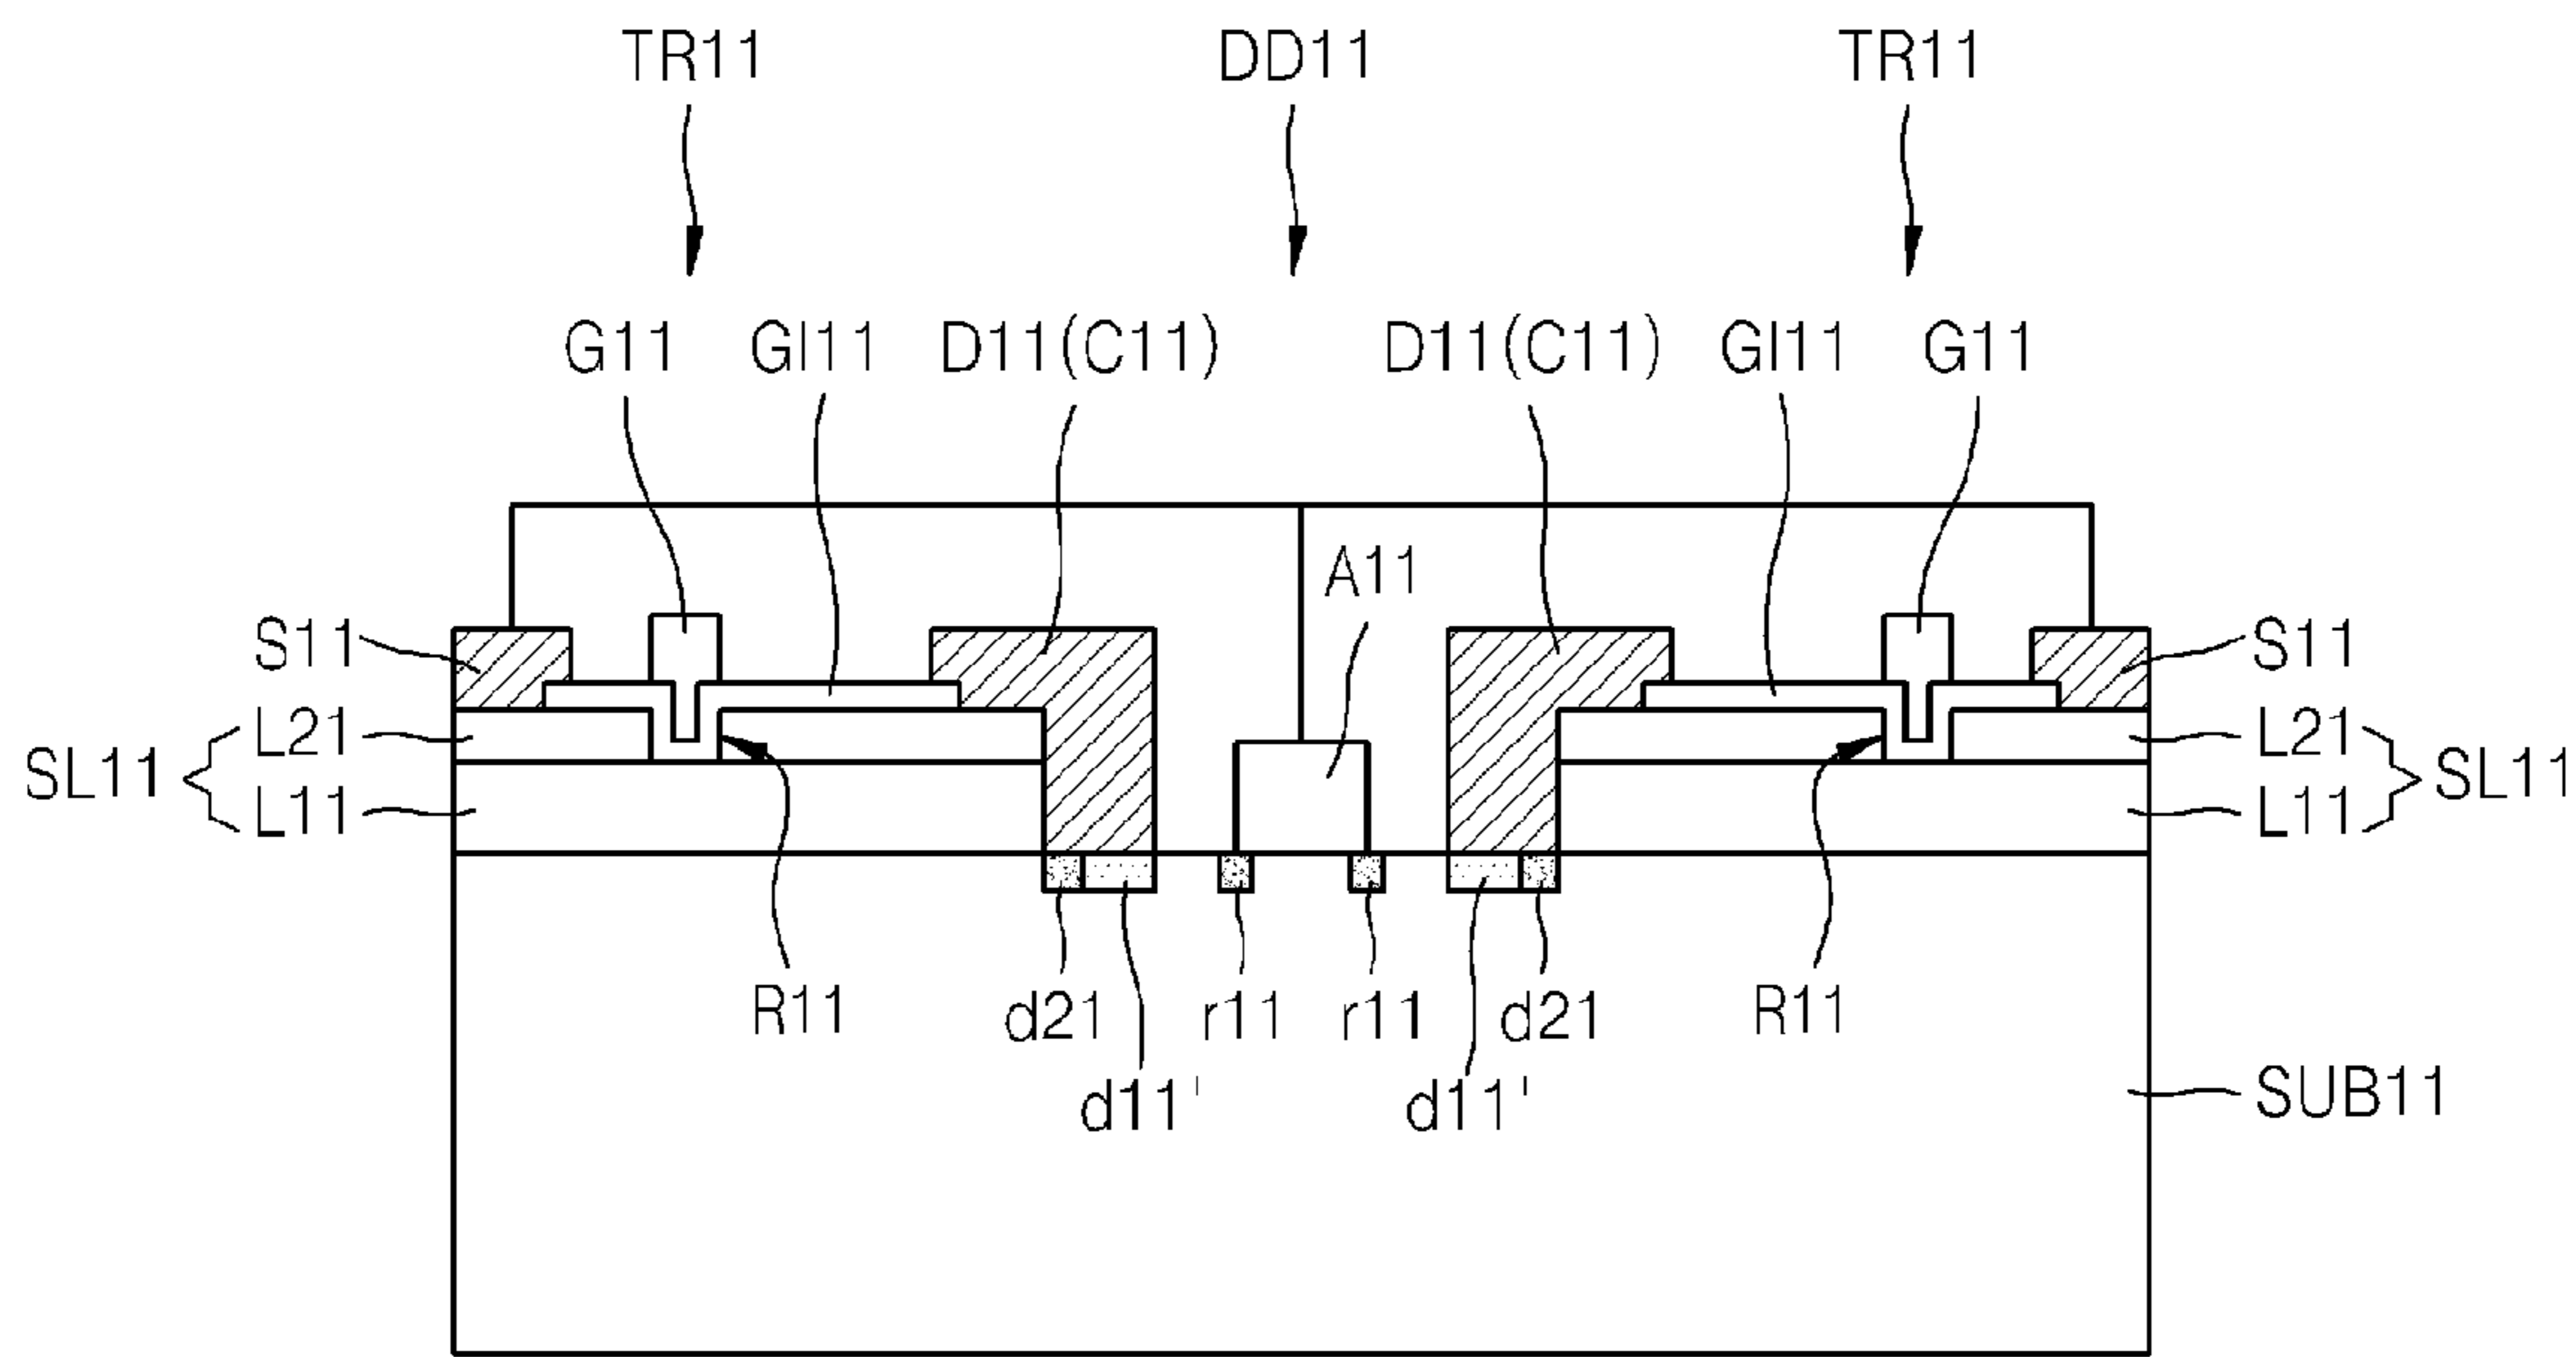 TR11 DD11 TR11
G11 GI11 D11(C11) D11(C11) GI11 G11
A11
S11 S11
L21 L21
SL11 SL11
L11 L11
R11 d21 r11 r11 d21 R11
d11' d11' SUB11